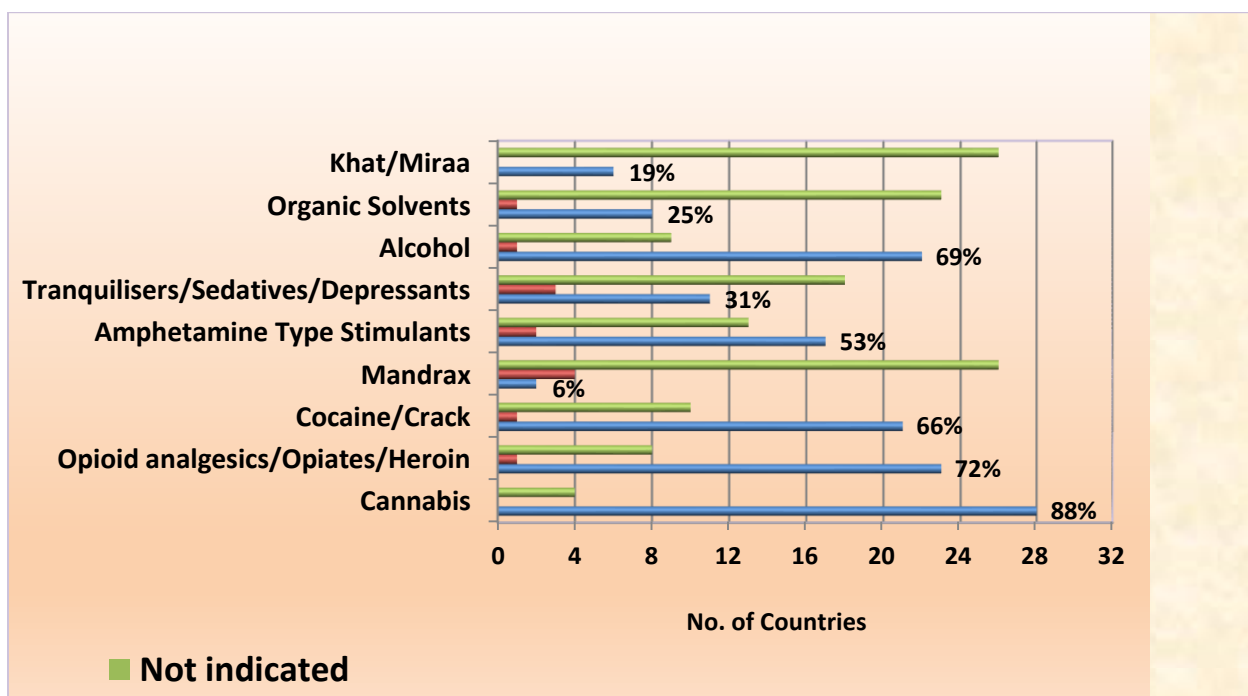 Khat/Miraa
19%
Organic Solvents
25%
Alcohol
69%
Tranquilisers/Sedatives/Depressants
31%
Amphetamine Type Stimulants
53%
Mandrax
6%
Cocaine/Crack
66%
Opioid analgesics/Opiates/Heroin
72%
Cannabis
88%
0 4 8 12 16 20 24 28 32
No. of Countries
Not indicated